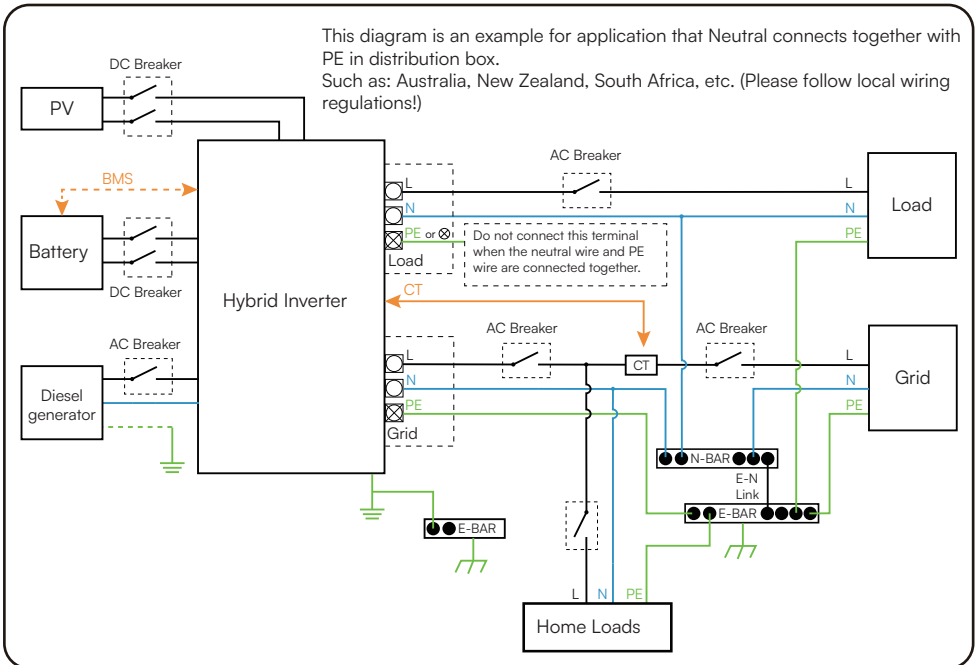 This diagram is an example for application that Neutral connects together with
PE in distribution box.
Such as: Australia, New Zealand, South Africa, etc. (Please follow local wiring
regulations!)
DC Breaker
PV
BMS
Battery
DC Breaker
AC Breaker
Diesel
generator
Hybrid Inverter
L
N
PE or
Load
Do not connect this terminal
when the neutral wire and PE
wire are connected together.
AC Breaker
L
N
PE
Load
CT
AC Breaker
CT
AC Breaker
L
N
PE
Grid
L
N
PE
Grid
N-BAR
E-N
Link
E-BAR
E-BAR
L
N
PE
Home Loads